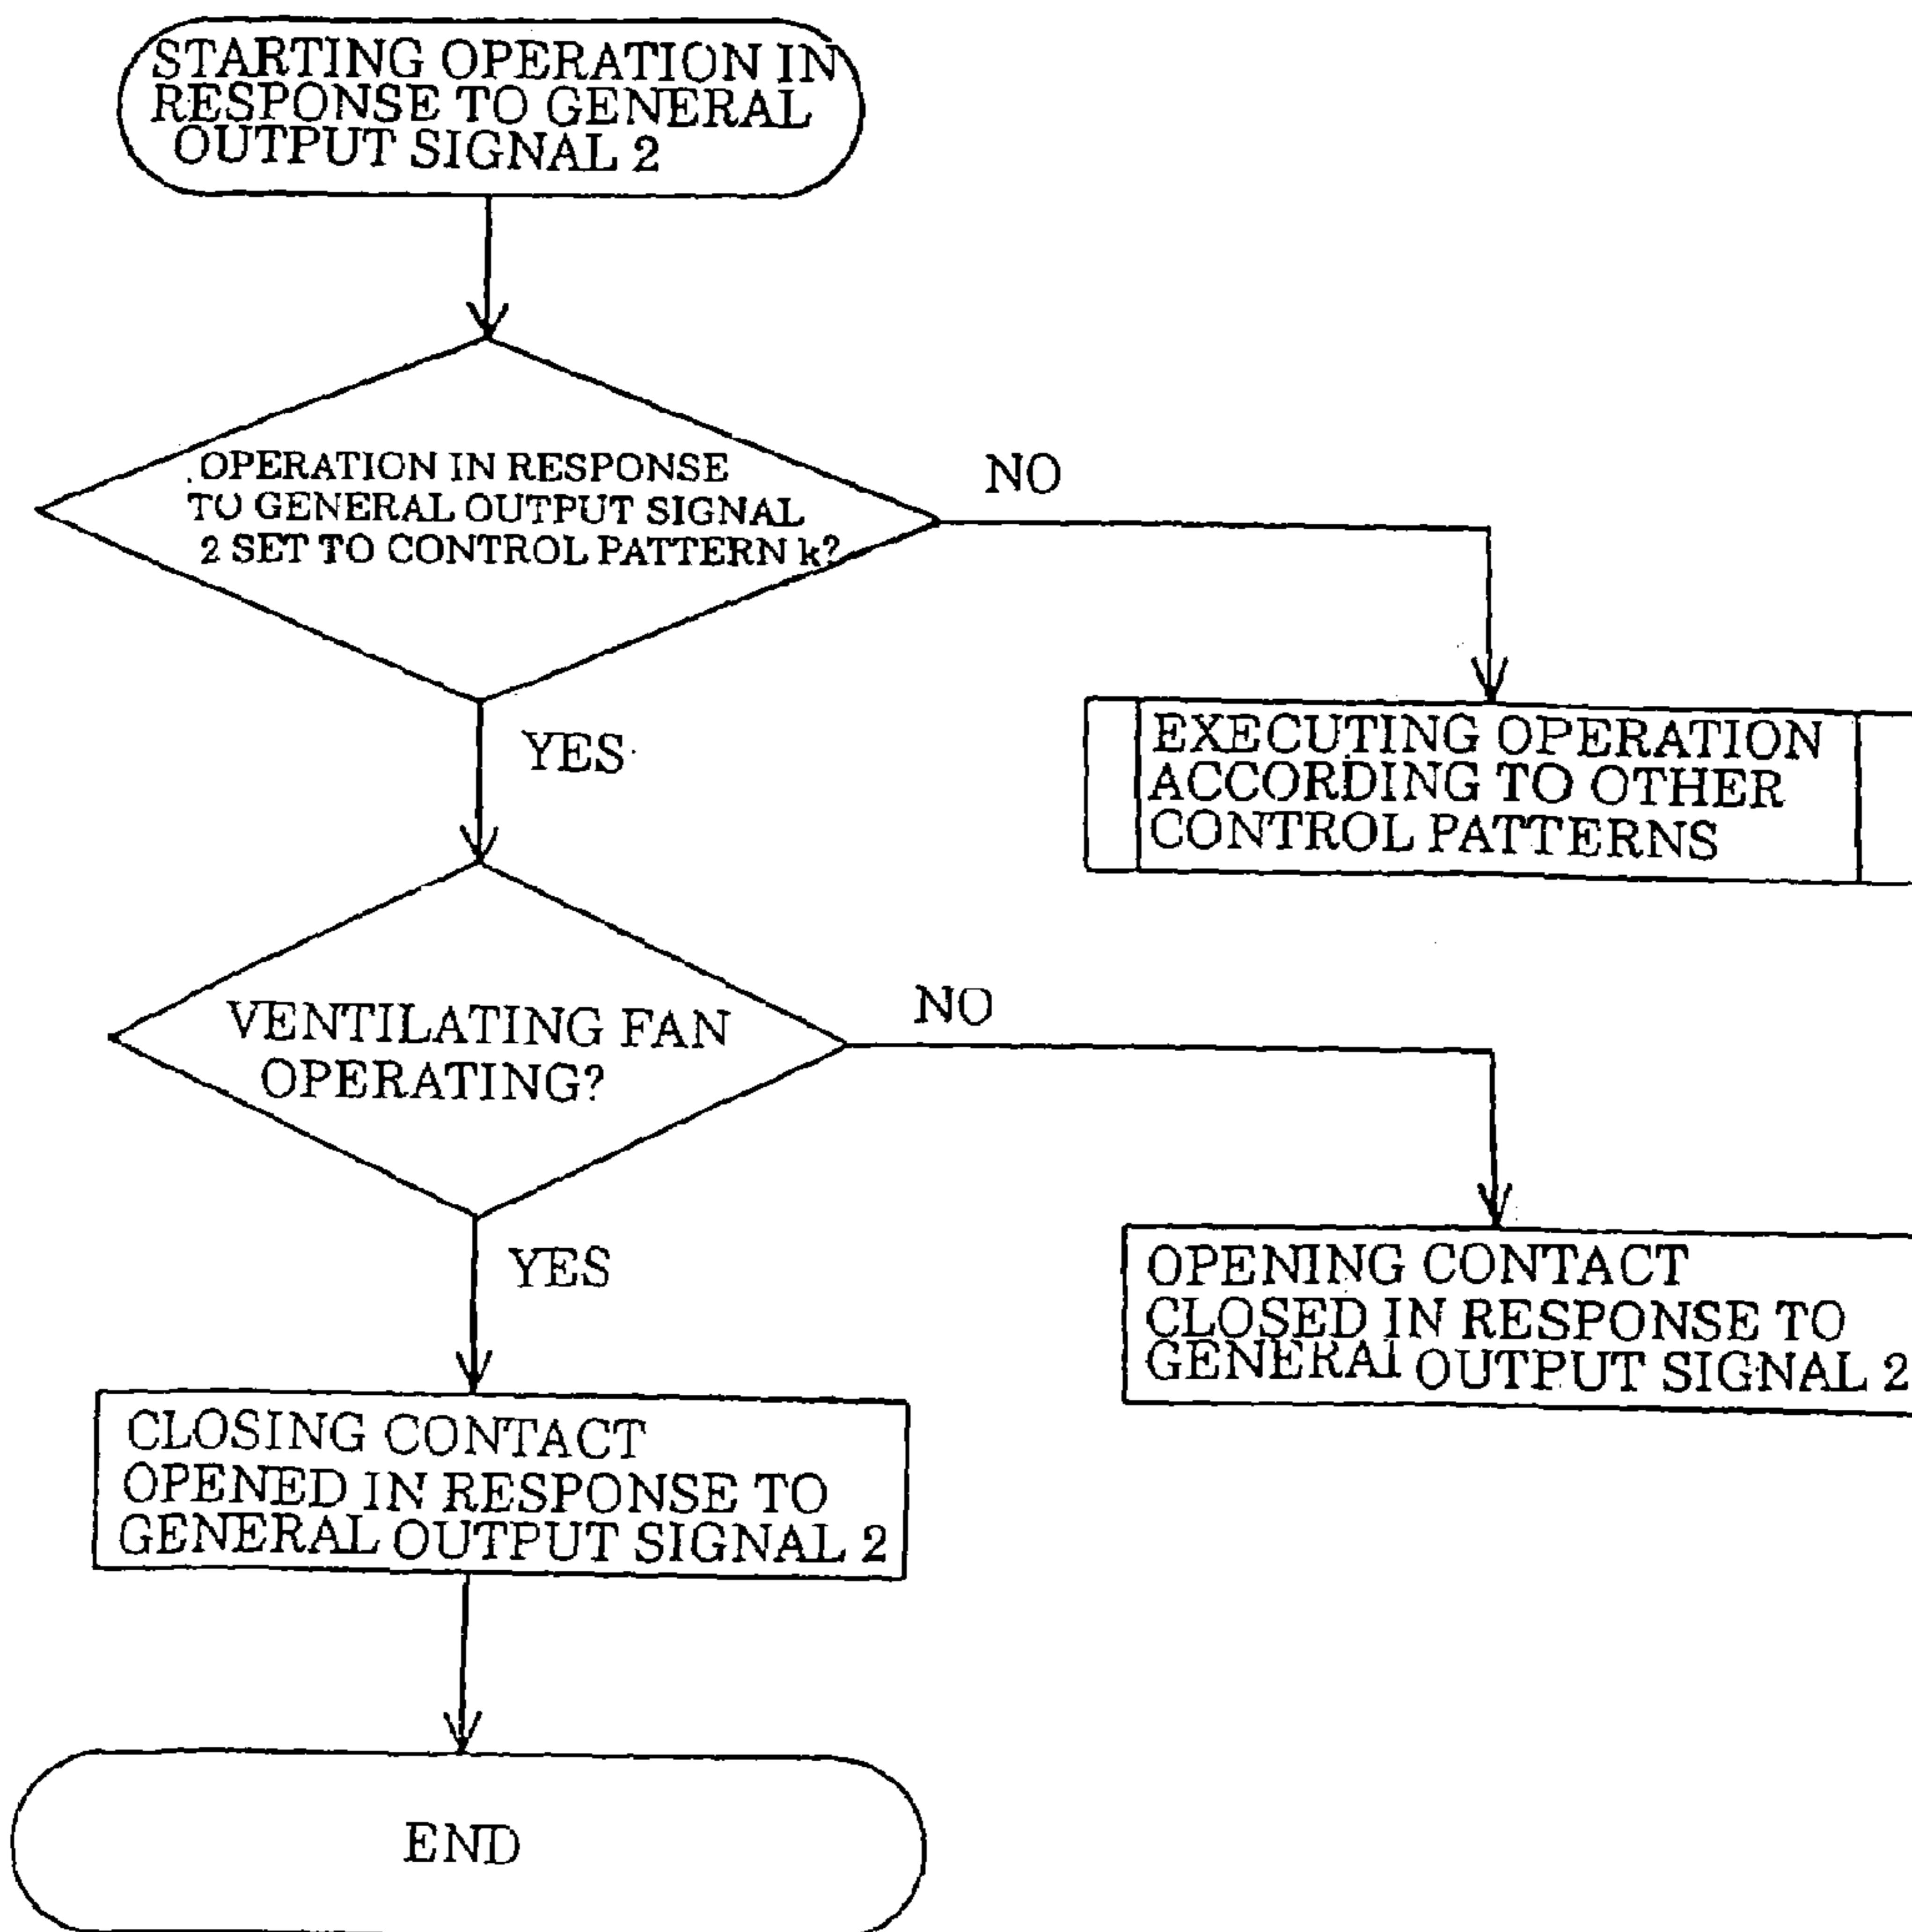 STARTING OPERATION IN
RESPONSE TO GENERAL
OUTPUT SIGNAL 2
OPERATION IN RESPONSE
TO GENERAL OUTPUT SIGNAL
2 SET TO CONTROL PATTERN k?
NO
YES
EXECUTING OPERATION
ACCORDING TO OTHER
CONTROL PATTERNS
VENTILATING FAN
OPERATING?
NO
YES
OPENING CONTACT
CLOSED IN RESPONSE TO
GENERAL OUTPUT SIGNAL 2
CLOSING CONTACT
OPENED IN RESPONSE TO
GENERAL OUTPUT SIGNAL 2
END